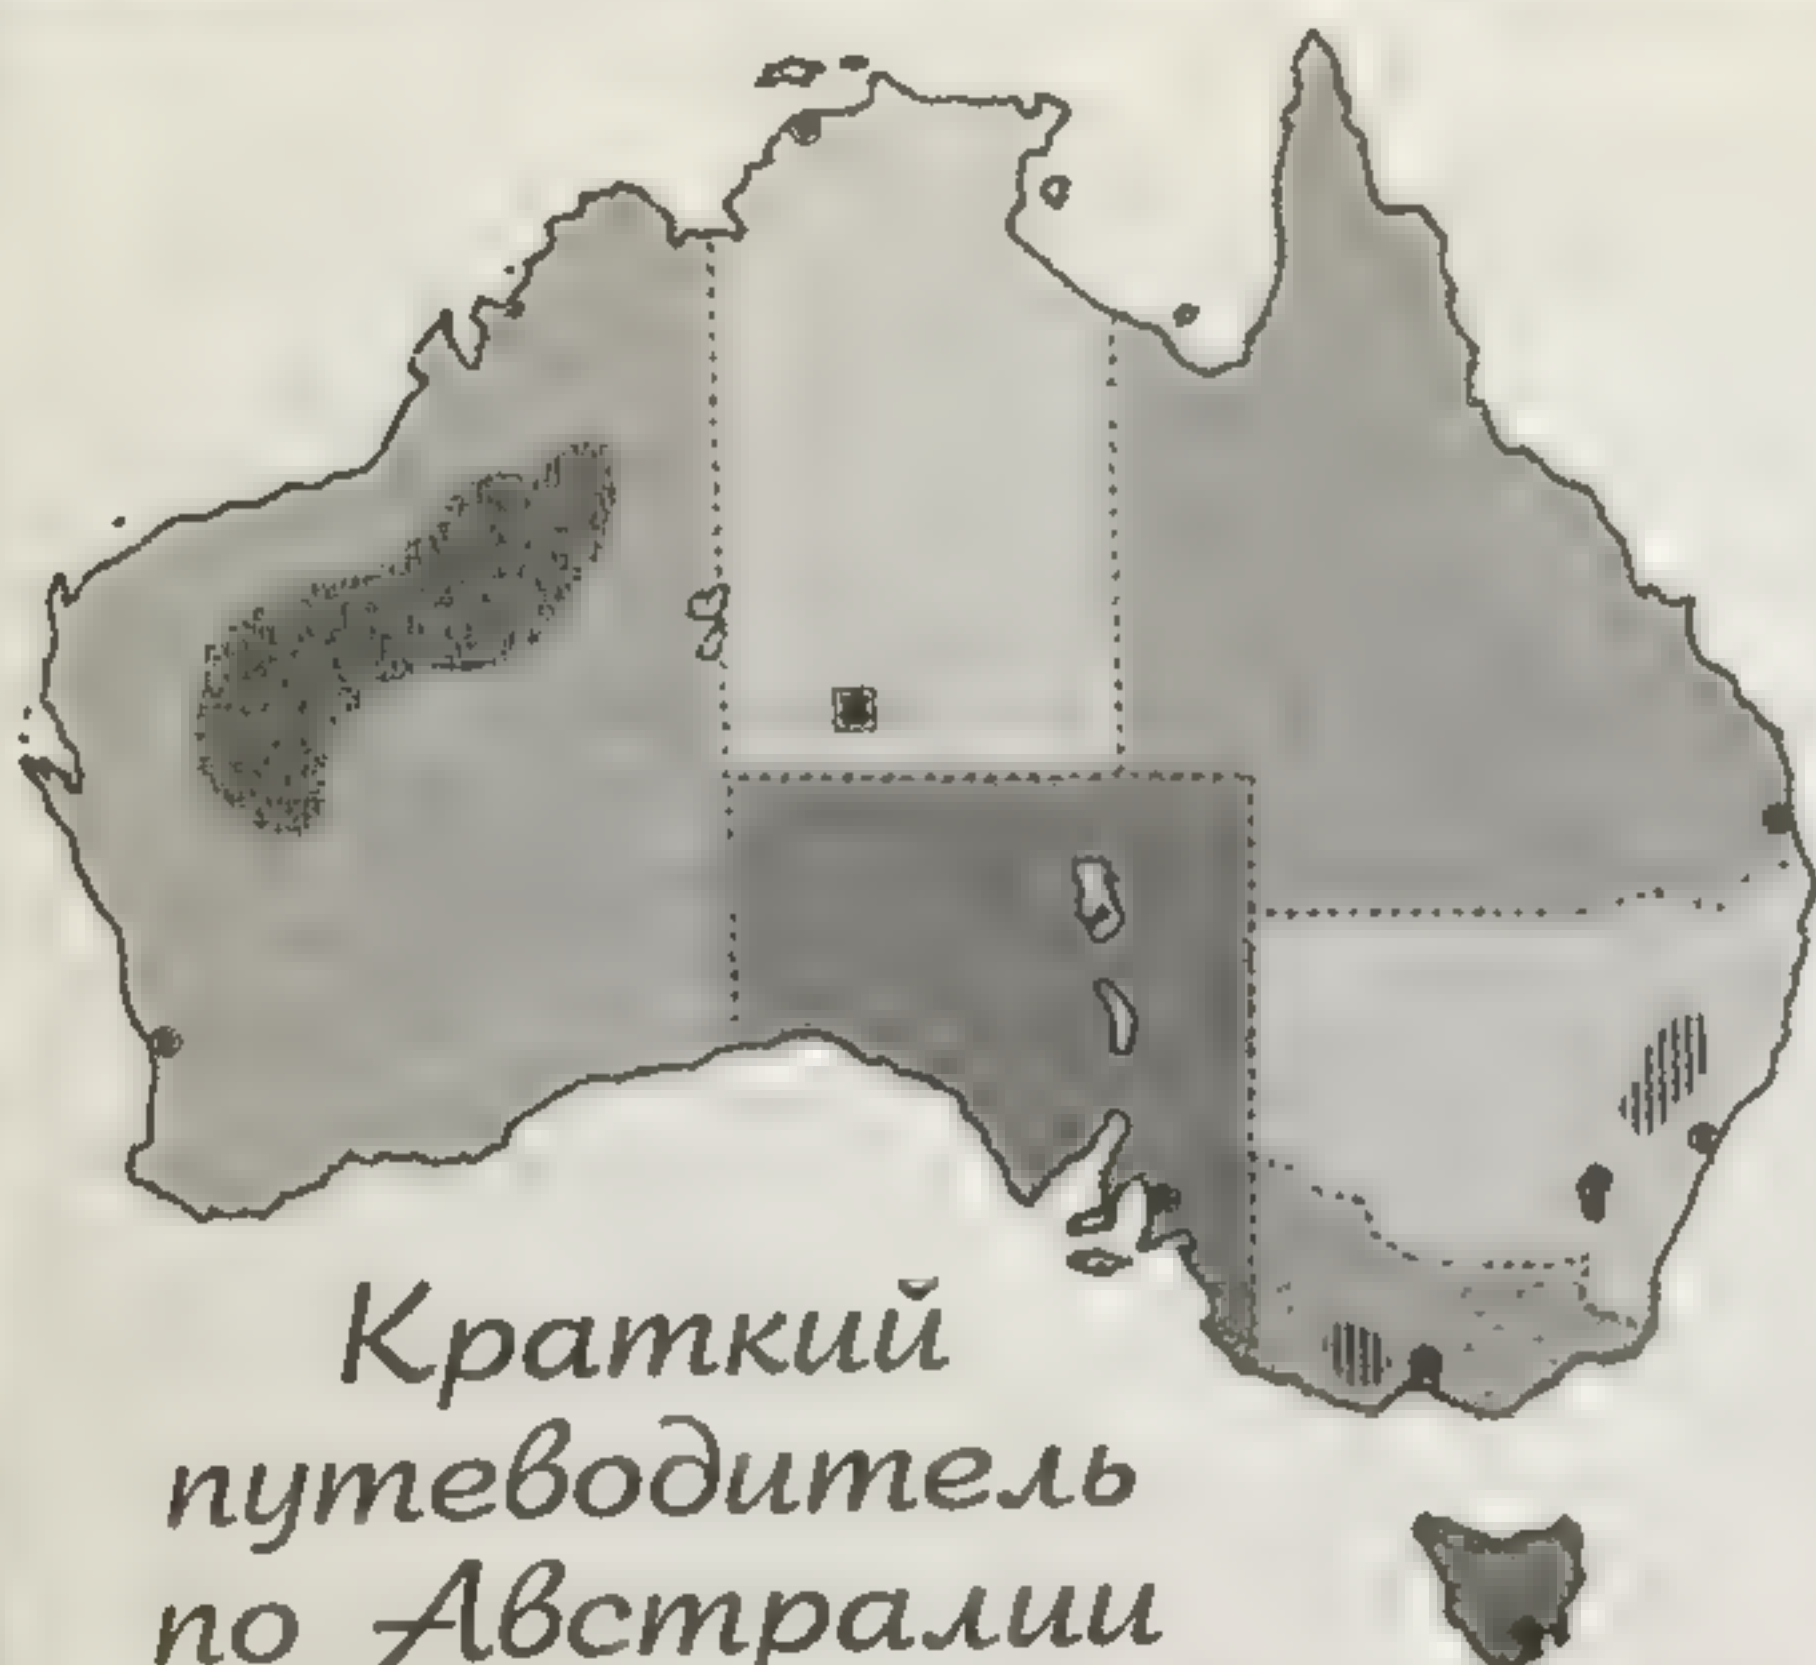 Краткий
путеводитель
по Австралии